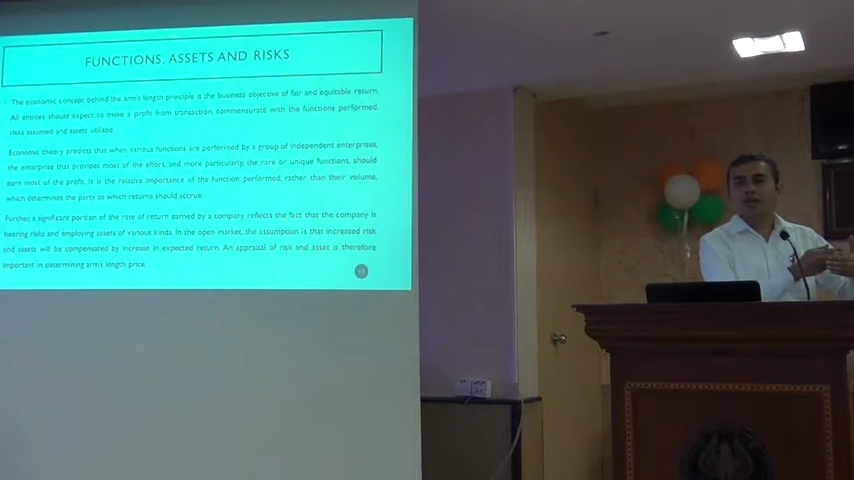 FUNCTIONS, ASSETS AND RISKS
The economic concept behind the arm's length principle is the business objective of fair and equitable return.
All entities should expect to make a profit from transaction, commensurate with the functions performed,
risks assumed and assets utilised.
Economic theory predicts that when various functions are performed by a group of independent enterprises,
the enterprise that provides most of the effort, and more particularly, the rare or unique functions, should
earn most of the profit. It is the relative importance of the function performed, rather than their volume,
which determines the party to which returns should accrue.
Further, a significant portion of the rate of return earned by a company reflects the fact that the company is
bearing risks and employing assets of various kinds. In the open market, the assumption is that increased risk
and assets will be compensated by increase in expected return. An appraisal of risk and asset is therefore
important in determining arm's length price.